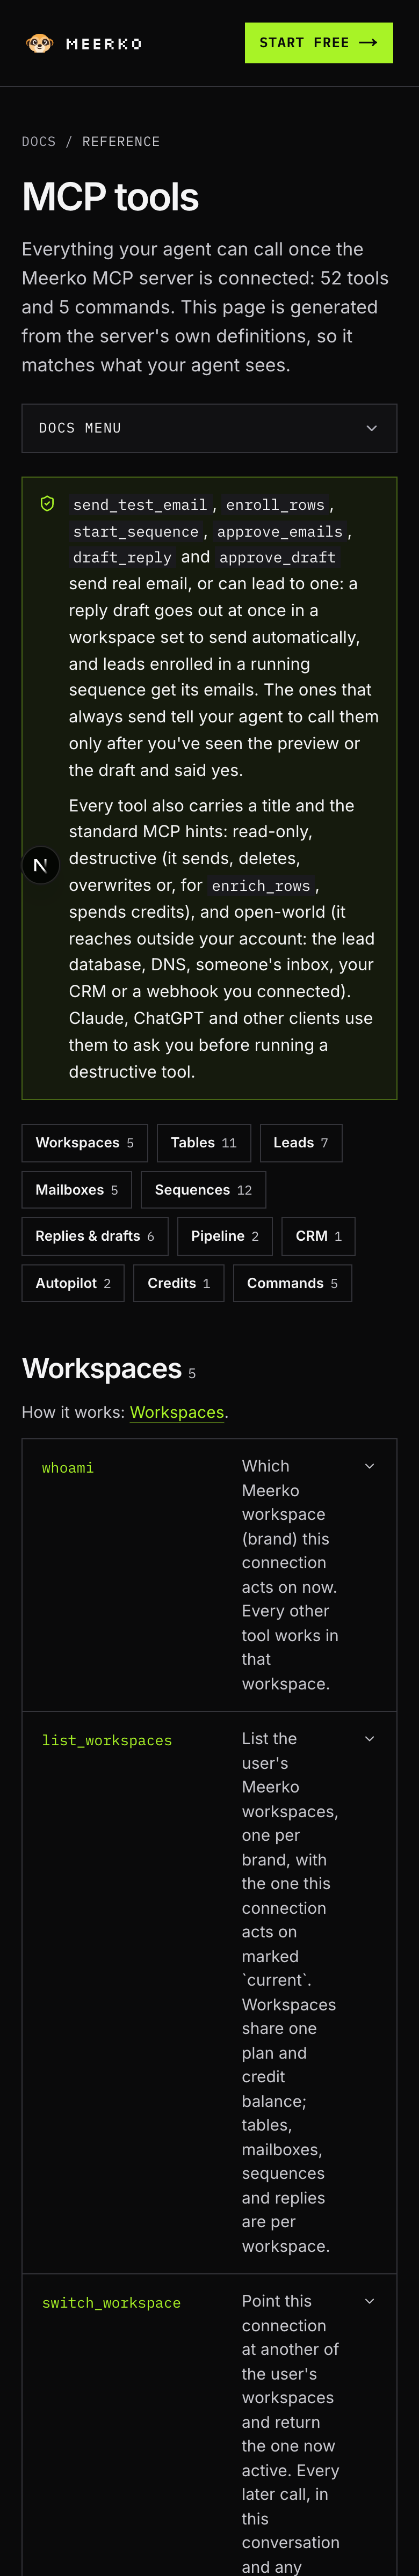 MEERKO
START FREE →
DOCS / REFERENCE
MCP tools
Everything your agent can call once the
Meerko MCP server is connected: 52 tools
and 5 commands. This page is generated
from the server's own definitions, so it
matches what your agent sees.
DOCS MENU
send_test_email, enroll_rows,
start_sequence, approve_emails,
draft_reply and approve_draft
send real email, or can lead to one: a
reply draft goes out at once in a
workspace set to send automatically,
and leads enrolled in a running
sequence get its emails. The ones that
always send tell your agent to call them
only after you've seen the preview or
the draft and said yes.
Every tool also carries a title and the
standard MCP hints: read-only,
destructive (it sends, deletes,
N
overwrites or, for enrich_rows,
spends credits), and open-world (it
reaches outside your account: the lead
database, DNS, someone's inbox, your
CRM or a webhook you connected).
Claude, ChatGPT and other clients use
them to ask you before running a
destructive tool.
Workspaces 5 Tables 11 Leads 7
Mailboxes 5 Sequences 12
Replies & drafts 6 Pipeline 2 CRM 1
Autopilot 2 Credits 1 Commands 5
Workspaces 5
How it works: Workspaces.
whoami
Which
Meerko
workspace
(brand) this
connection
acts on now.
Every other
tool works in
that
workspace.
list_workspaces
List the
user's
Meerko
workspaces,
one per
brand, with
the one this
connection
acts on
marked
`current`.
Workspaces
share one
plan and
credit
balance;
tables,
mailboxes,
sequences
and replies
are per
workspace.
switch_workspace
Point this
connection
at another of
the user's
workspaces
and return
the one now
active. Every
later call, in
this
conversation
and any